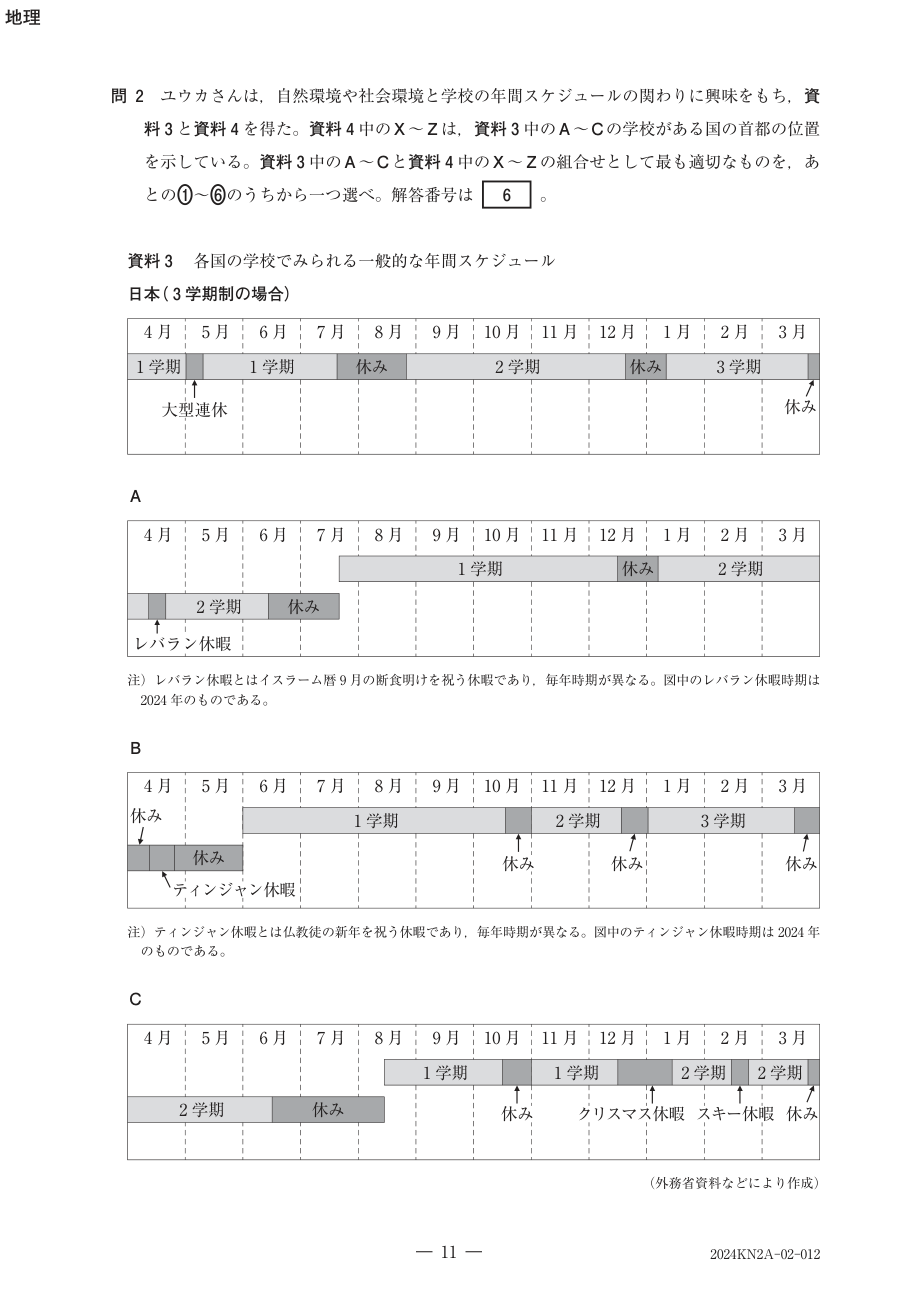 地理
問 2 ユウカさんは，自然環境や社会環境と学校の年間スケジュールの関わりに興味をもち，資
料 3 と資料 4 を得た。資料 4 中のX～Zは，資料 3 中のA～Cの学校がある国の首都の位置
を示している。資料 3 中のA～Cと資料 4 中のX～Zの組合せとして最も適切なものを，あ
との①～⑥のうちから一つ選べ。解答番号は 6 。
資料 3 各国の学校でみられる一般的な年間スケジュール
日本（3 学期制の場合）
4 月 5 月 6 月 7 月 8 月 9 月 10 月 11 月 12 月 1 月 2 月 3 月
1 学期 1 学期 休み 2 学期 休み 3 学期
大型連休 休み
A
4 月 5 月 6 月 7 月 8 月 9 月 10 月 11 月 12 月 1 月 2 月 3 月
1 学期 休み 2 学期
2 学期 休み
レバラン休暇
注）レバラン休暇とはイスラーム暦 9 月の断食明けを祝う休暇であり，毎年時期が異なる。図中のレバラン休暇時期は
2024 年のものである。
B
4 月 5 月 6 月 7 月 8 月 9 月 10 月 11 月 12 月 1 月 2 月 3 月
休み 1 学期 2 学期 3 学期
休み 休み 休み 休み
ティンジャン休暇
注）ティンジャン休暇とは仏教徒の新年を祝う休暇であり，毎年時期が異なる。図中のティンジャン休暇時期は 2024 年
のものである。
C
4 月 5 月 6 月 7 月 8 月 9 月 10 月 11 月 12 月 1 月 2 月 3 月
1 学期 1 学期 2 学期 2 学期
2 学期 休み 休み クリスマス休暇 スキー休暇 休み
（外務省資料などにより作成）
— 11 —
2024KN2A-02-012